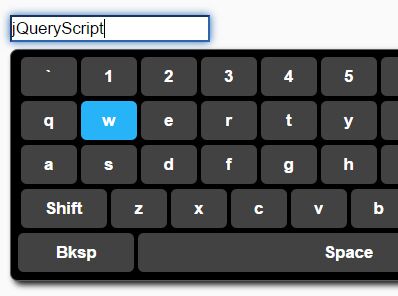 jQueryScript
` 1 2 3 4 5
q w e r t y
a s d f g h
Shift z x c v b
Bksp Space